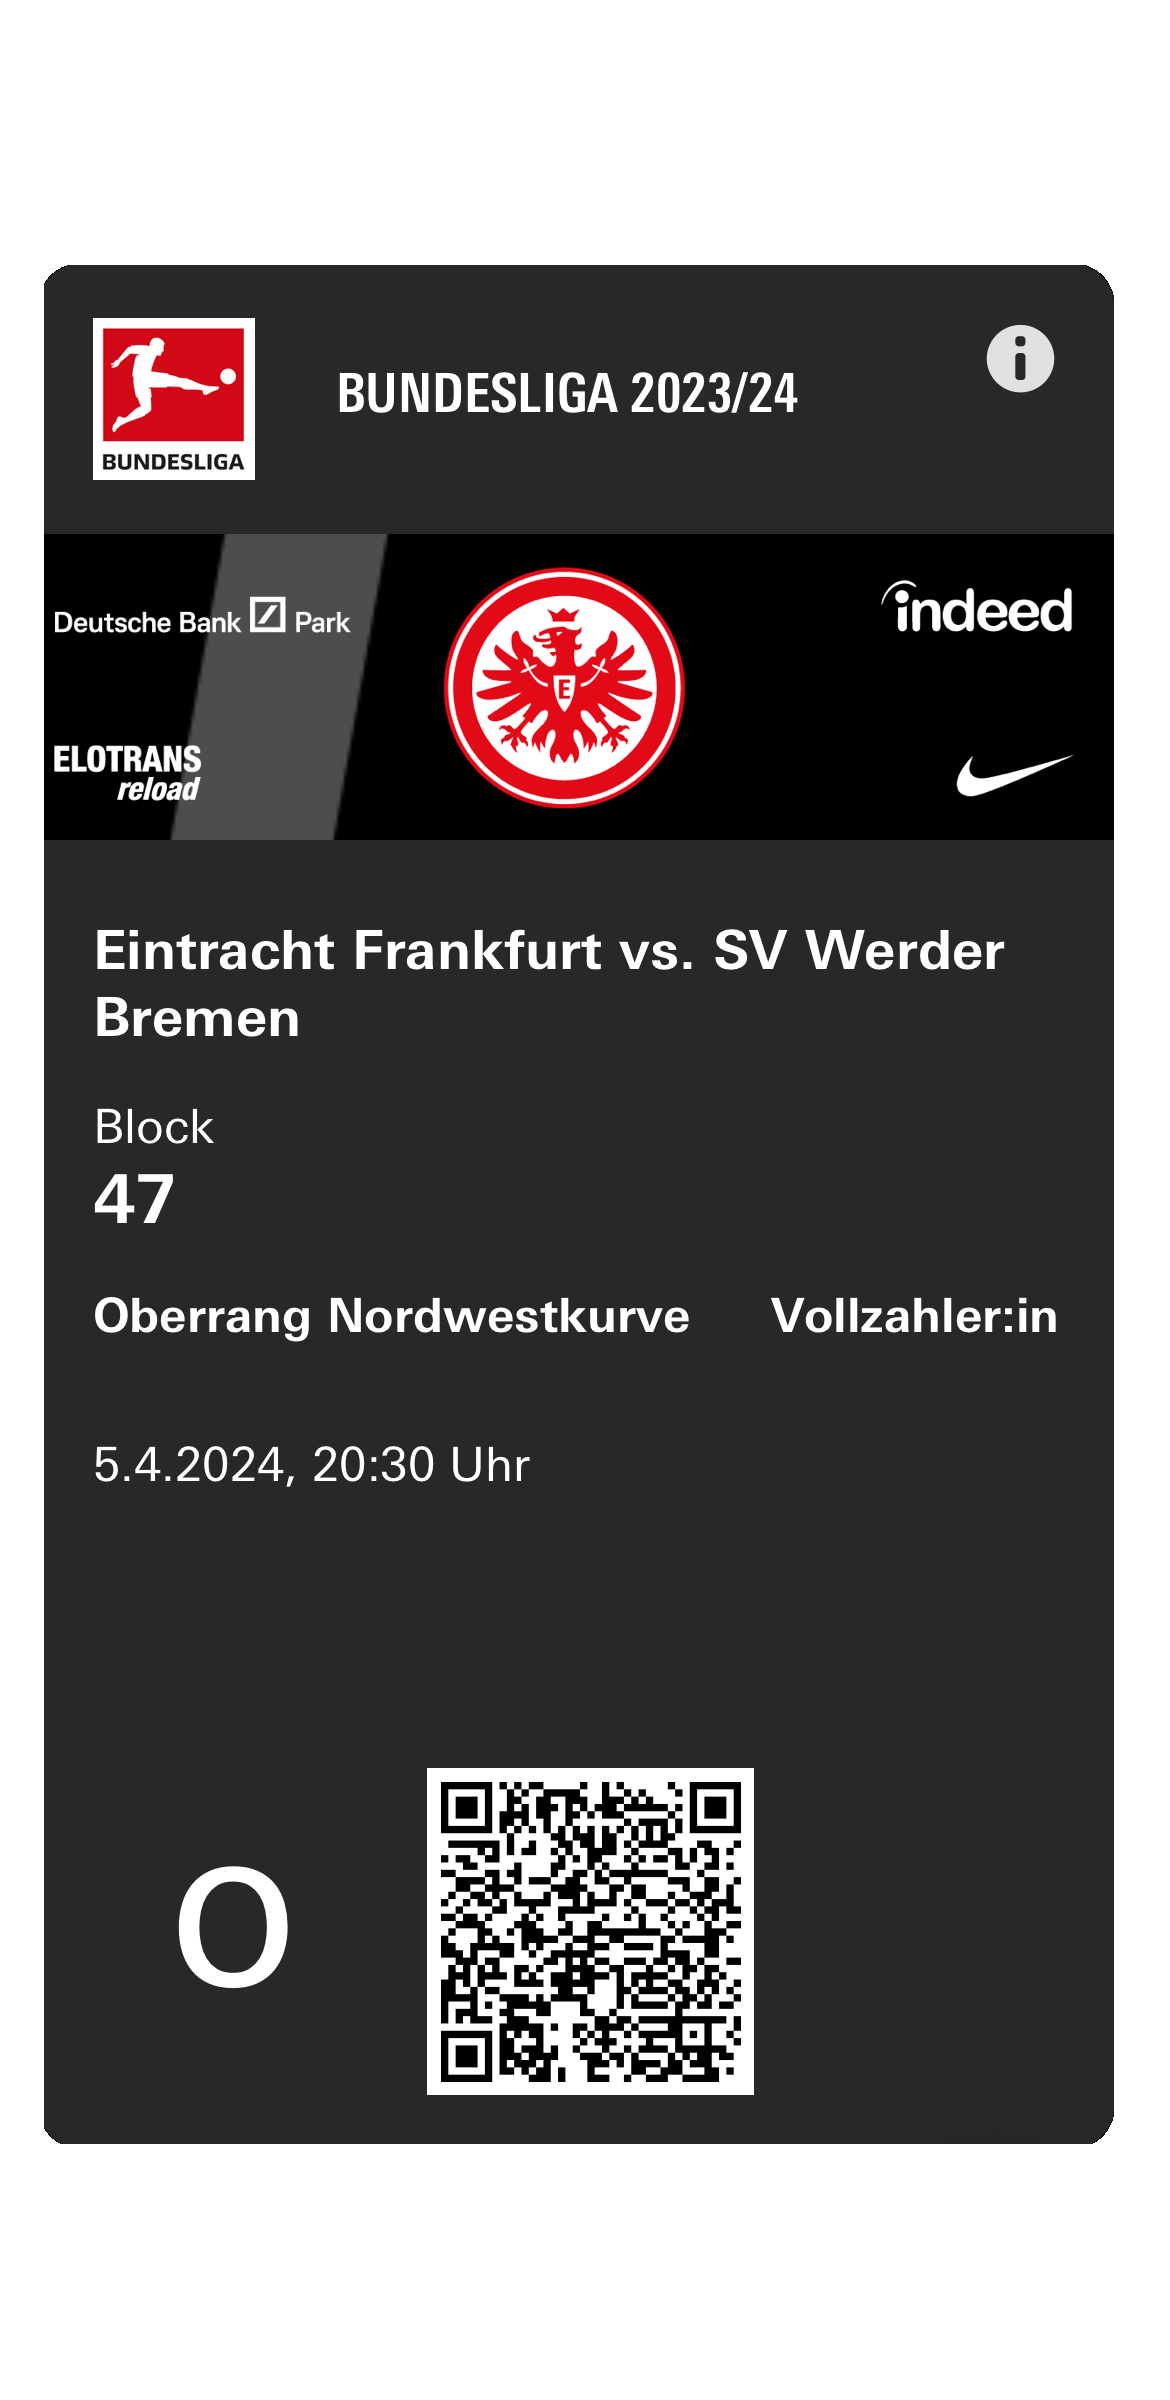 BUNDESLIGA
BUNDESLIGA 2023/24
Deutsche Bank Park
indeed
ELOTRANS
reload
E
Eintracht Frankfurt vs. SV Werder
Bremen
Block
47
Oberrang Nordwestkurve Vollzahler:in
5.4.2024, 20:30 Uhr
O